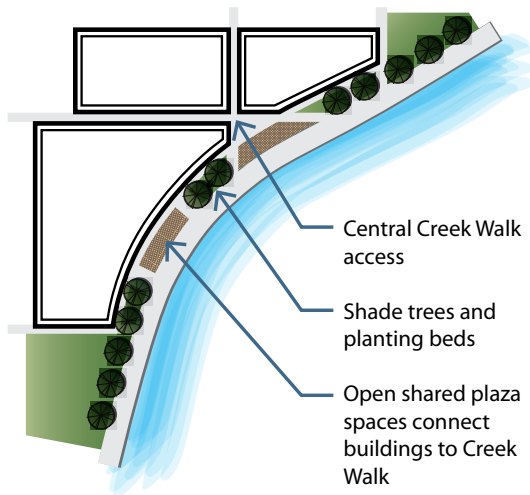 Central Creek Walk
access
Shade trees and
planting beds
Open shared plaza
spaces connect
buildings to Creek
Walk